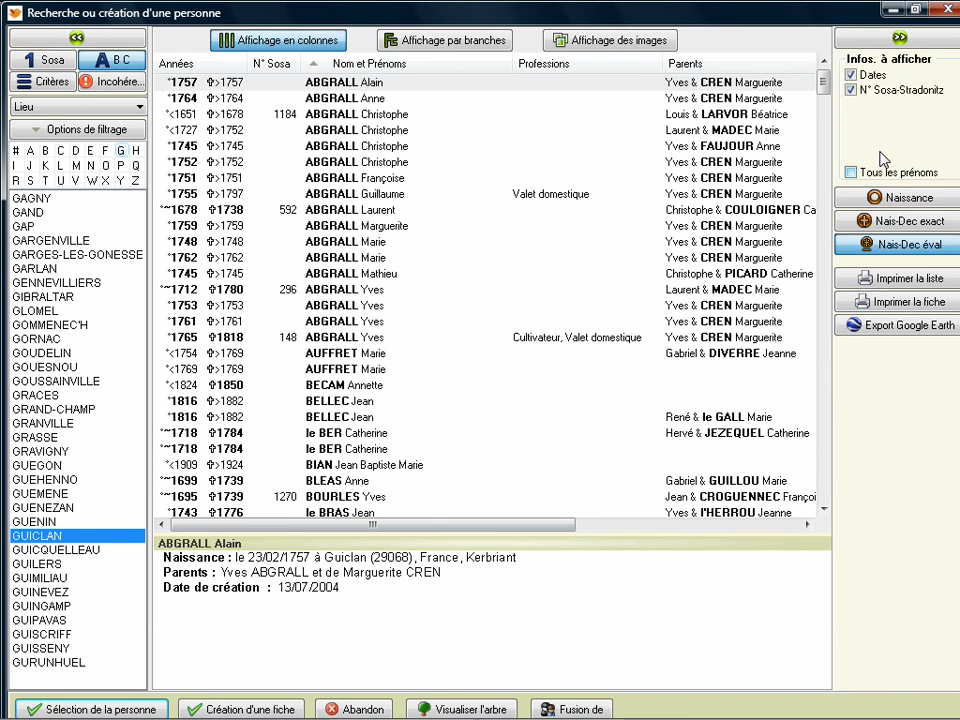 Recherche ou création d'une personne
1 Sosa
A B C
Critères
Incohére...
Lieu
Options de filtrage
# A B C D E F G H
I J K L M N O P Q
R S T U V W X Y Z
GAGNY
GAND
GAP
GARGENVILLE
GARGES-LES-GONESSE
GARLAN
GENNEVILLIERS
GIBRALTAR
GLOMEL
GOMMENEC'H
GORNAC
GOUDELIN
GOUESNOU
GOUSSAINVILLE
GRACES
GRAND-CHAMP
GRANVILLE
GRASSE
GRAVIGNY
GUEGON
GUEHENNO
GUEMENE
GUENEZAN
GUENIN
GUICLAN
GUICQUELLEAU
GUILERS
GUIMILIAU
GUINEVEZ
GUINGAMP
GUIPAVAS
GUISCRIFF
GUISSENY
GURUNHUEL
Affichage en colonnes
Affichage par branches
Affichage des images
Années N° Sosa Nom et Prénoms Professions Parents
°1757 ✞>1757 ABGRALL Alain Yves & CREN Marguerite
°1764 ✞>1764 ABGRALL Anne Yves & CREN Marguerite
°<1651 ✞>1678 1184 ABGRALL Christophe Louis & LARVOR Béatrice
°<1727 ✞>1752 ABGRALL Christophe Laurent & MADEC Marie
°1745 ✞>1745 ABGRALL Christophe Yves & FAUJOUR Anne
°1752 ✞>1752 ABGRALL Christophe Yves & CREN Marguerite
°1751 ✞>1751 ABGRALL Françoise Yves & CREN Marguerite
°1755 ✞>1797 ABGRALL Guillaume Valet domestique Yves & CREN Marguerite
°~1678 ✞1738 592 ABGRALL Laurent Christophe & COULOIGNER Ca
°1759 ✞>1759 ABGRALL Marguerite Yves & CREN Marguerite
°1748 ✞>1748 ABGRALL Marie Yves & CREN Marguerite
°1762 ✞>1762 ABGRALL Marie Yves & CREN Marguerite
°1745 ✞>1745 ABGRALL Mathieu Christophe & PICARD Catherine
°~1712 ✞1780 296 ABGRALL Yves Laurent & MADEC Marie
°1753 ✞>1753 ABGRALL Yves Yves & CREN Marguerite
°1761 ✞>1761 ABGRALL Yves Yves & CREN Marguerite
°1765 ✞1818 148 ABGRALL Yves Cultivateur, Valet domestique Yves & CREN Marguerite
°<1754 ✞>1769 AUFFRET Marie Gabriel & DIVERRE Jeanne
°<1769 ✞>1769 AUFFRET Marie
°<1824 ✞1850 BECAM Annette
°1816 ✞>1882 BELLEC Jean
°1816 ✞>1882 BELLEC Jean René & le GALL Marie
°~1718 ✞1784 le BER Catherine Hervé & JEZEQUEL Catherine
°~1718 ✞1784 le BER Catherine
°<1909 ✞>1924 BIAN Jean Baptiste Marie
°~1699 ✞1739 BLEAS Anne Gabriel & GUILLOU Marie
°~1695 ✞1739 1270 BOURLES Yves Jean & CROGUENNEC Françoi
°1743 ✞1776 le BRAS Jean Yves & l'HERROU Jeanne
ABGRALL Alain
Naissance : le 23/02/1757 à Guiclan (29068), France, Kerbriant
Parents : Yves ABGRALL et de Marguerite CREN
Date de création : 13/07/2004
Infos. à afficher
Dates
N° Sosa-Stradonitz
Tous les prénoms
Naissance
Nais-Dec exact
Nais-Dec éval
Imprimer la liste
Imprimer la fiche
Export Google Earth
Sélection de la personne
Création d'une fiche
Abandon
Visualiser l'arbre
Fusion de